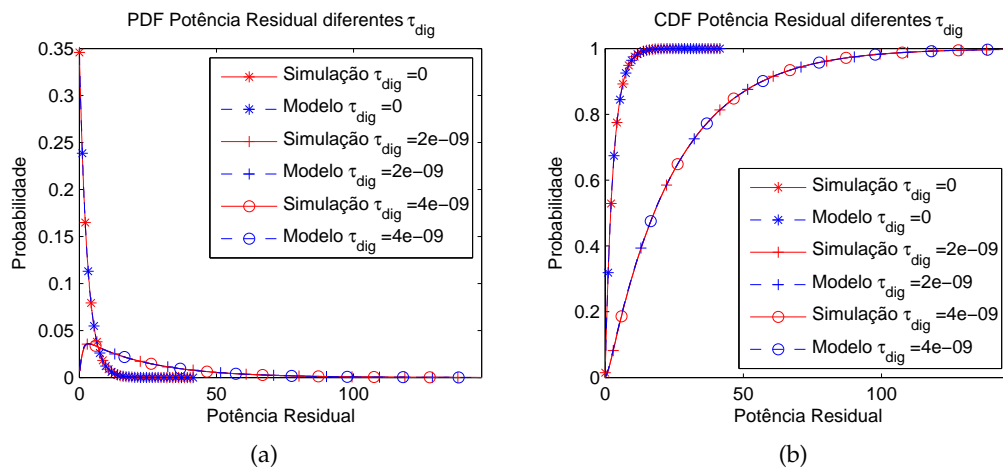 PDF Potência Residual diferentes τdig
0.35
0.3
0.25
0.2
0.15
0.1
0.05
0
Probabilidade
Simulação τdig =0
Modelo τdig =0
Simulação τdig =2e−09
Modelo τdig =2e−09
Simulação τdig =4e−09
Modelo τdig =4e−09
0 50 100
Potência Residual
(a)
CDF Potência Residual diferentes τdig
1
0.8
0.6
0.4
0.2
0
Probabilidade
Simulação τdig =0
Modelo τdig =0
Simulação τdig =2e−09
Modelo τdig =2e−09
Simulação τdig =4e−09
Modelo τdig =4e−09
0 50 100
Potência Residual
(b)